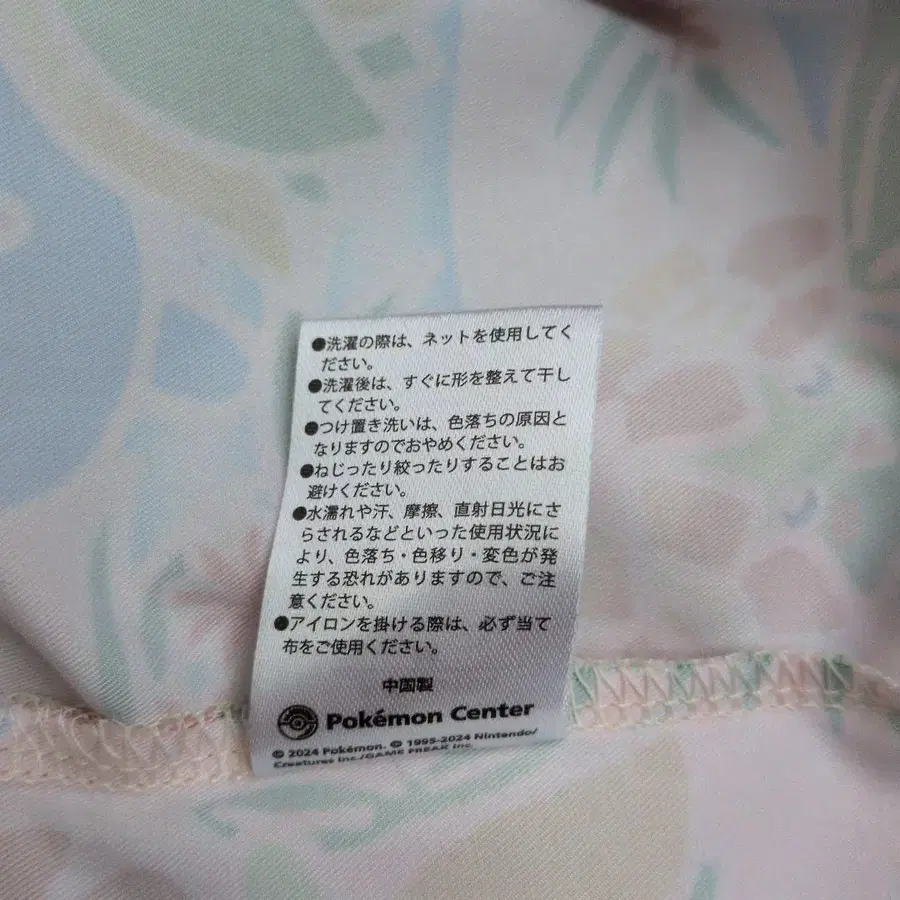 ●洗濯の際は、ネットを使用してく
ださい。
●洗濯後は、すぐに形を整えて干し
てください。
●つけ置き洗いは、色落ちの原因と
なりますのでおやめください。
●ねじったり絞ったりすることはお
避けください。
●水濡れや汗、摩擦、直射日光にさ
らされるなどといった使用状況に
より、色落ち・色移り・変色が発
生する恐れがありますので、ご注
意ください。
●アイロンを掛ける際は、必ず当て
布をご使用ください。
中国製
Pokémon Center
© 2024 Pokémon. © 1995-2024 Nintendo/
Creatures Inc./GAME FREAK inc.